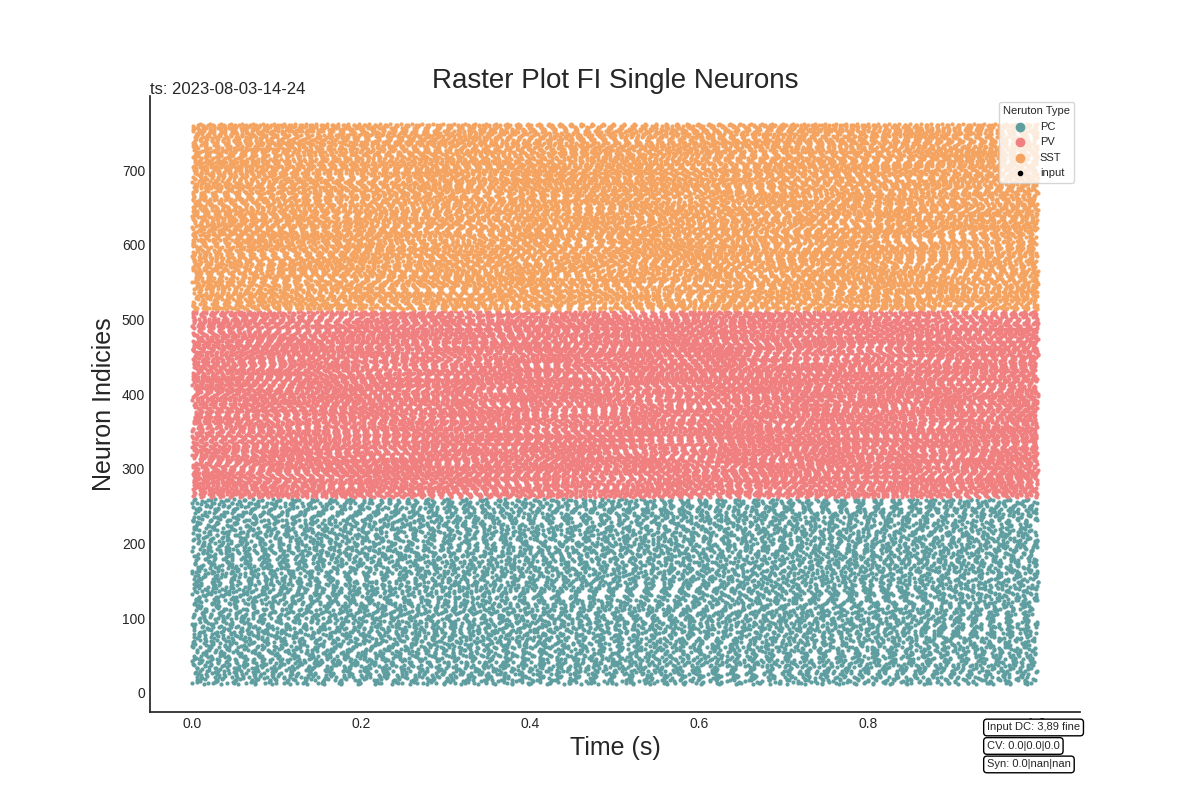 Raster Plot FI Single Neurons
ts: 2023-08-03-14-24
Neruton Type
PC
PV
SST
input
Neuron Indicies
700
600
500
400
300
200
100
0
0.0 0.2 0.4 0.6 0.8
Time (s)
Input DC: 3,89 fine
CV: 0.0|0.0|0.0
Syn: 0.0|nan|nan